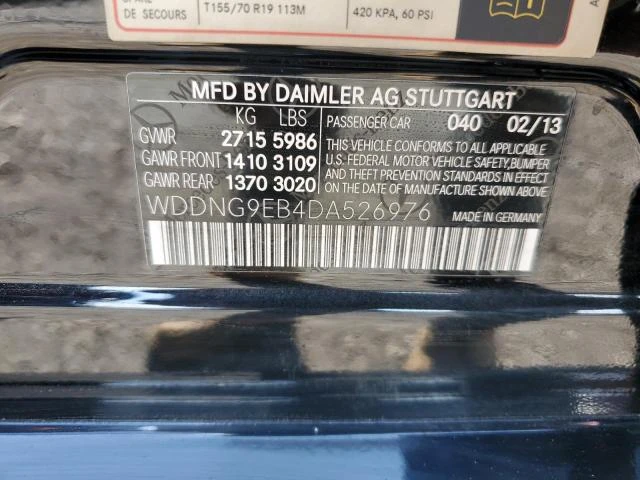 DE SECOURS T155/70 R19 113M 420 KPA, 60 PSI
MFD BY DAIMLER AG STUTTGART
KG LBS PASSENGER CAR 040 02/13
GVWR 2715 5986
GAWR FRONT 1410 3109
GAWR REAR 1370 3020
THIS VEHICLE CONFORMS TO ALL APPLICABLE
U.S. FEDERAL MOTOR VEHICLE SAFETY, BUMPER
AND THEFT PREVENTION STANDARDS IN EFFECT
ON THE DATE OF MANUFACTURE SHOWN ABOVE.
WDDNG9EB4DA526976 MADE IN GERMANY